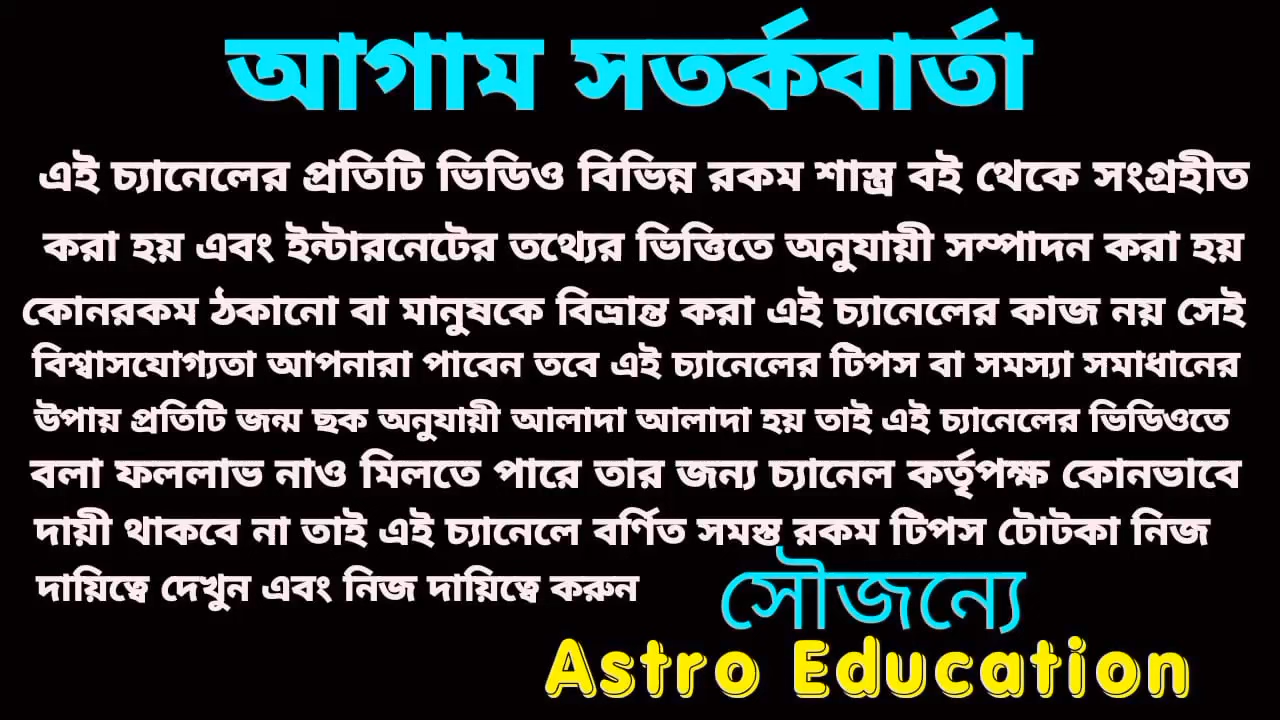 আগাম সতর্কবার্তা
এই চ্যানেলের প্রতিটি ভিডিও বিভিন্ন রকম শাস্ত্র বই থেকে সংগ্রহীত
করা হয় এবং ইন্টারনেটের তথ্যের ভিত্তিতে অনুযায়ী সম্পাদন করা হয়
কোনরকম ঠকানো বা মানুষকে বিভ্রান্ত করা এই চ্যানেলের কাজ নয় সেই
বিশ্বাসযোগ্যতা আপনারা পাবেন তবে এই চ্যানেলের টিপস বা সমস্যা সমাধানের
উপায় প্রতিটি জন্ম ছক অনুযায়ী আলাদা আলাদা হয় তাই এই চ্যানেলের ভিডিওতে
বলা ফললাভ নাও মিলতে পারে তার জন্য চ্যানেল কর্তৃপক্ষ কোনভাবে
দায়ী থাকবে না তাই এই চ্যানেলে বর্ণিত সমস্ত রকম টিপস টোটকা নিজ
দায়িত্বে দেখুন এবং নিজ দায়িত্বে করুন
সৌজন্যে
Astro Education